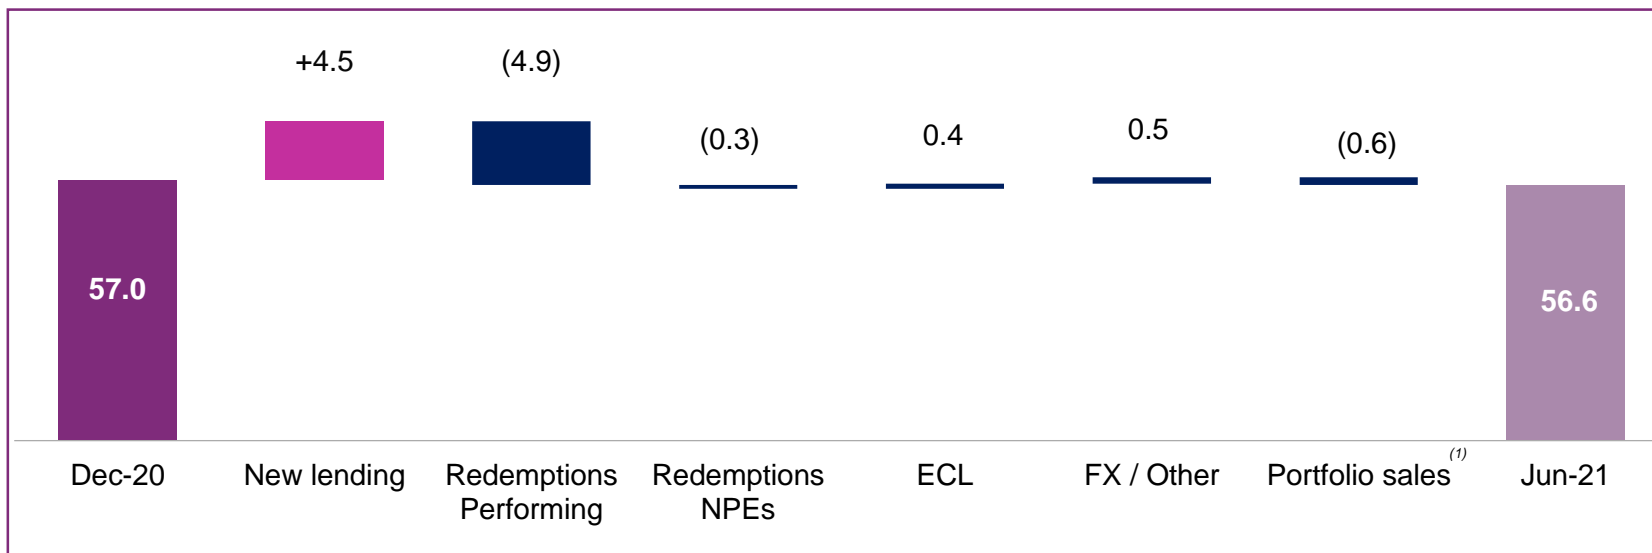 +4.5
(4.9)
(0.3)
0.4
0.5
(0.6)
57.0
56.6
Dec-20
New lending
Redemptions
Performing
Redemptions
NPEs
ECL
FX / Other
Portfolio sales (1)
Jun-21